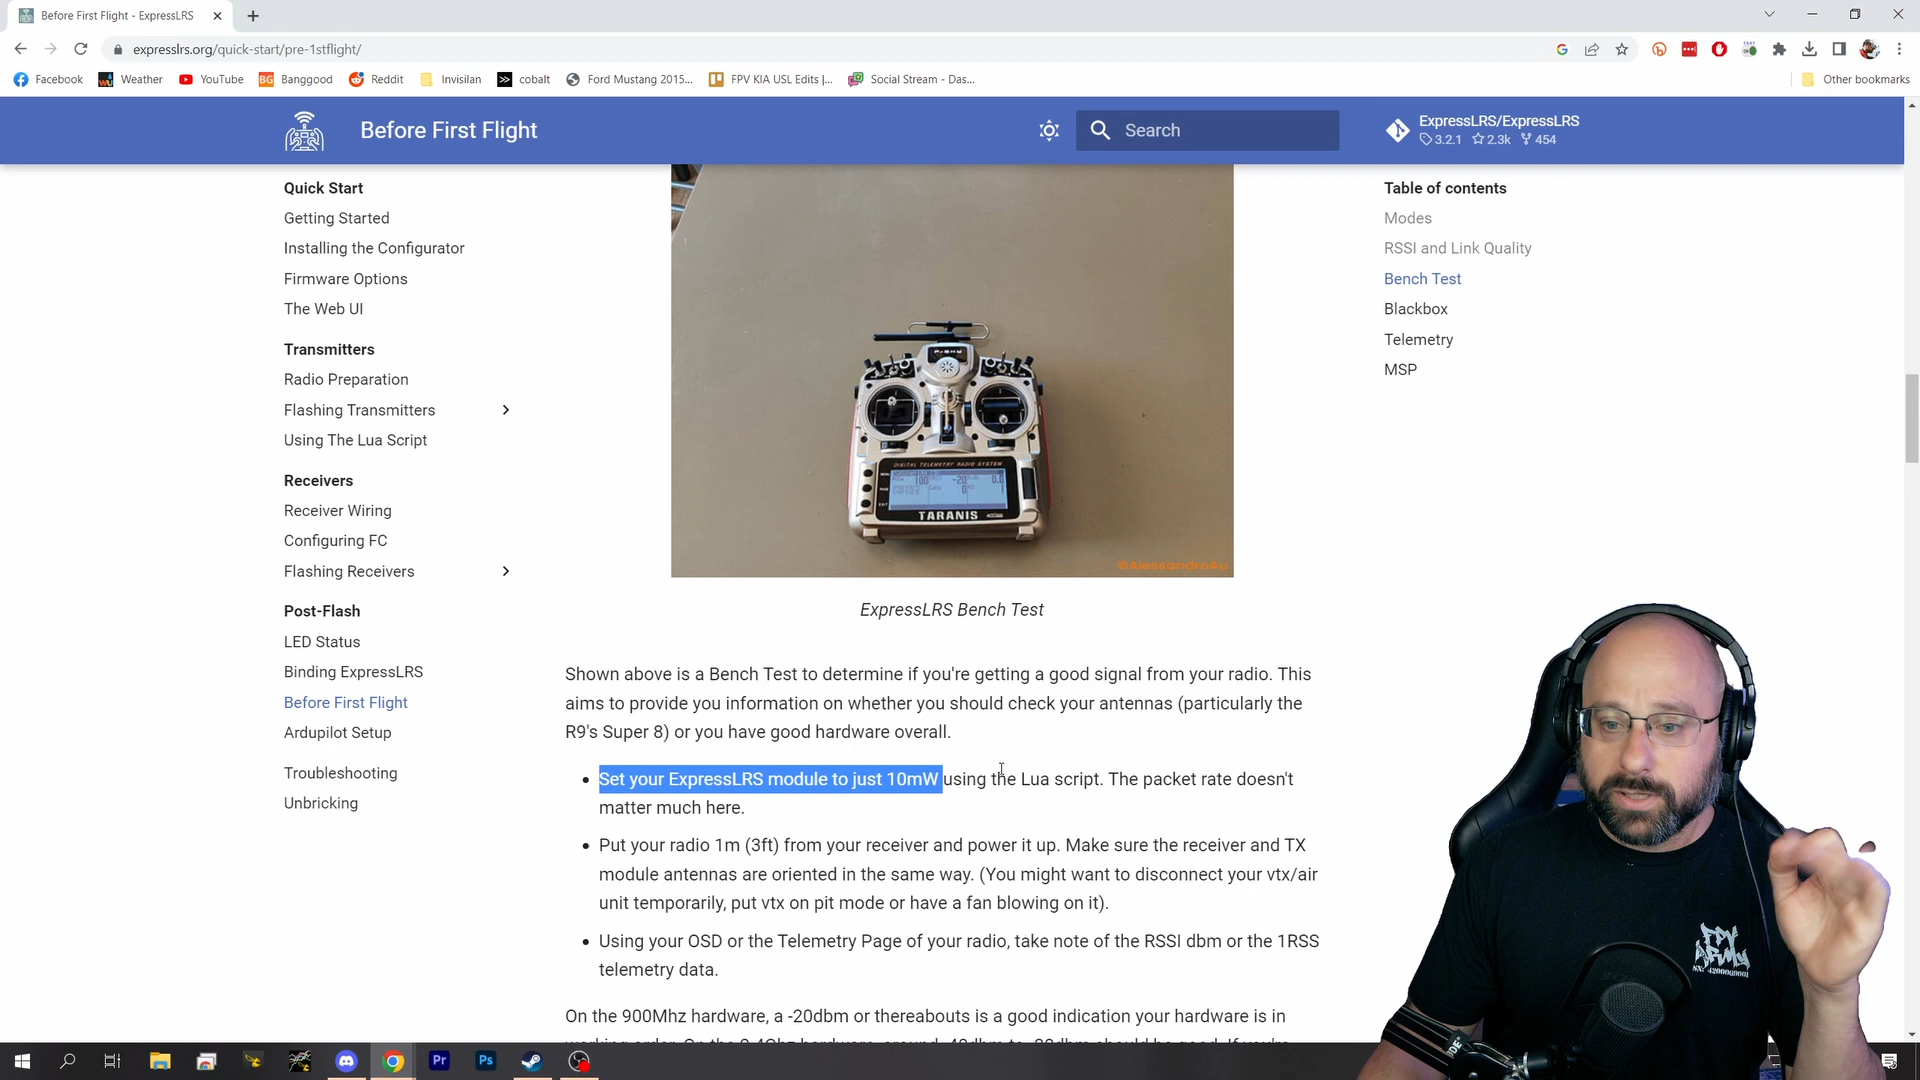 Before First Flight - ExpressLRS
expresslrs.org/quick-start/pre-1stflight/
Facebook
Weather
YouTube
BG Banggood
Reddit
Invisilan
cobalt
Ford Mustang 2015...
FPV KIA USL Edits |...
Social Stream - Das...
Other bookmarks
Before First Flight
Search
ExpressLRS/ExpressLRS
3.2.1 2.3k 454
Quick Start
Getting Started
Installing the Configurator
Firmware Options
The Web UI
Transmitters
Radio Preparation
Flashing Transmitters
Using The Lua Script
Receivers
Receiver Wiring
Configuring FC
Flashing Receivers
Post-Flash
LED Status
Binding ExpressLRS
Before First Flight
Ardupilot Setup
Troubleshooting
Unbricking
DIGITAL TELEMETRY RADIO SYSTEM
TARANIS
©Alessandro4u
ExpressLRS Bench Test
Shown above is a Bench Test to determine if you're getting a good signal from your radio. This
aims to provide you information on whether you should check your antennas (particularly the
R9's Super 8) or you have good hardware overall.
• Set your ExpressLRS module to just 10mW using the Lua script. The packet rate doesn't
matter much here.
• Put your radio 1m (3ft) from your receiver and power it up. Make sure the receiver and TX
module antennas are oriented in the same way. (You might want to disconnect your vtx/air
unit temporarily, put vtx on pit mode or have a fan blowing on it).
• Using your OSD or the Telemetry Page of your radio, take note of the RSSI dbm or the 1RSS
telemetry data.
On the 900Mhz hardware, a -20dbm or thereabouts is a good indication your hardware is in
Table of contents
Modes
RSSI and Link Quality
Bench Test
Blackbox
Telemetry
MSP
FPV
ARMY
Pr
Ps